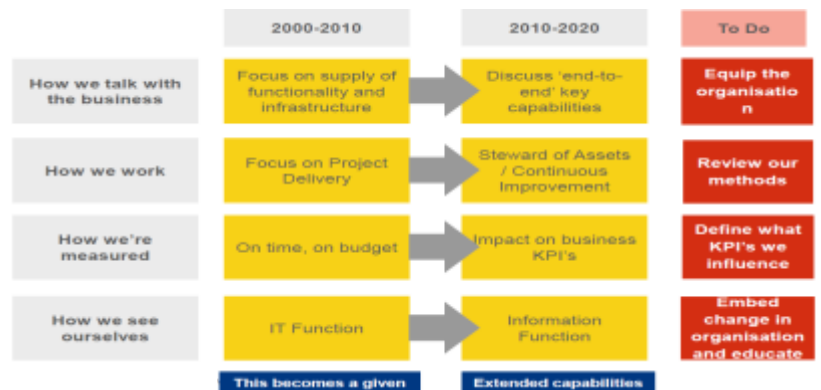 2000-2010
2010-2020
To Do
How we talk with
the business
Focus on supply of
functionality and
infrastructure
Discuss 'end-to-
end' key
capabilities
Equip the
organisatio
n
How we work
Focus on Project
Delivery
Steward of Assets
/ Continuous
Improvement
Review our
methods
How we're
measured
On time, on budget
Impact on business
KPI's
Define what
KPI's we
influence
How we see
ourselves
IT Function
Information
Function
Embed
change in
organisation
and educate
This becomes a given
Extended capabilities